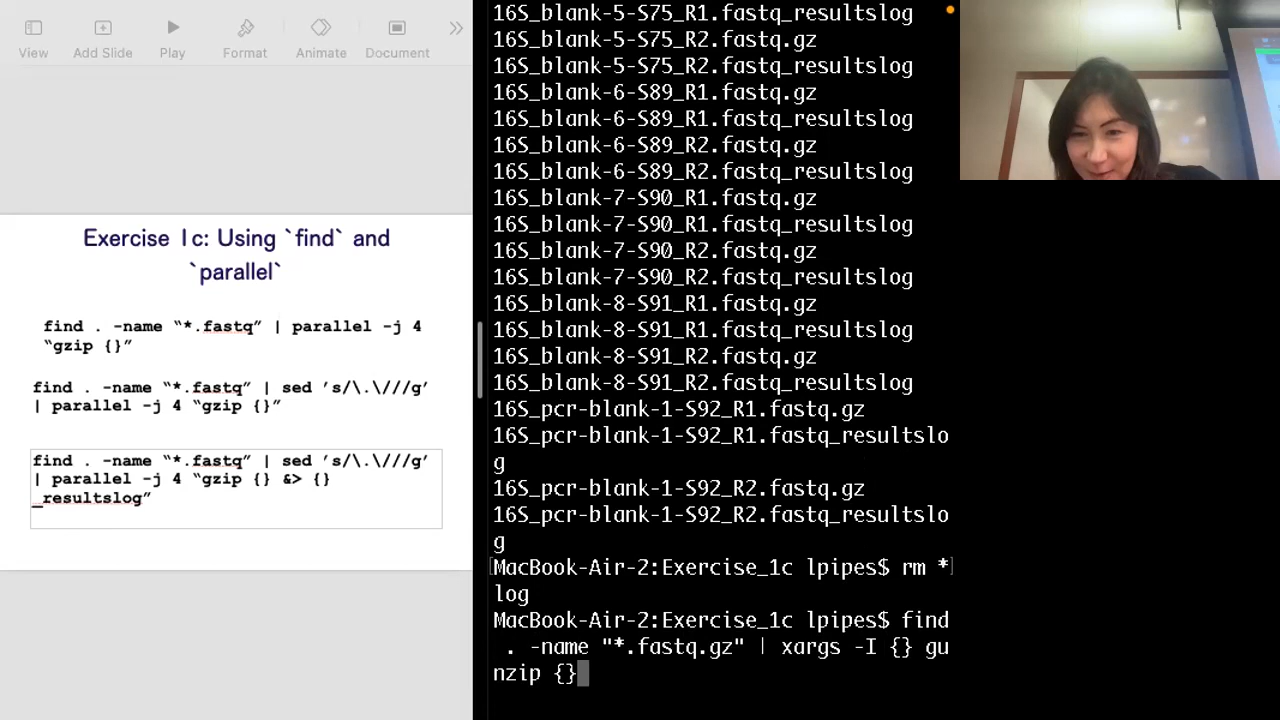 View
Add Slide
Play
Format
Animate
Document
Exercise 1c: Using `find` and
`parallel`
find . -name “*.fastq” | parallel -j 4
“gzip {}”
find . -name “*.fastq” | sed ’s/\.\///g’
| parallel -j 4 “gzip {}”
find . -name “*.fastq” | sed ’s/\.\///g’
| parallel -j 4 “gzip {} &> {}
_resultslog”
16S_blank-5-S75_R1.fastq_resultslog
16S_blank-5-S75_R2.fastq.gz
16S_blank-5-S75_R2.fastq_resultslog
16S_blank-6-S89_R1.fastq.gz
16S_blank-6-S89_R1.fastq_resultslog
16S_blank-6-S89_R2.fastq.gz
16S_blank-6-S89_R2.fastq_resultslog
16S_blank-7-S90_R1.fastq.gz
16S_blank-7-S90_R1.fastq_resultslog
16S_blank-7-S90_R2.fastq.gz
16S_blank-7-S90_R2.fastq_resultslog
16S_blank-8-S91_R1.fastq.gz
16S_blank-8-S91_R1.fastq_resultslog
16S_blank-8-S91_R2.fastq.gz
16S_blank-8-S91_R2.fastq_resultslog
16S_pcr-blank-1-S92_R1.fastq.gz
16S_pcr-blank-1-S92_R1.fastq_resultslo
g
16S_pcr-blank-1-S92_R2.fastq.gz
16S_pcr-blank-1-S92_R2.fastq_resultslo
g
[MacBook-Air-2:Exercise_1c lpipes$ rm *]
log
MacBook-Air-2:Exercise_1c lpipes$ find
. -name "*.fastq.gz" | xargs -I {} gu
nzip {}